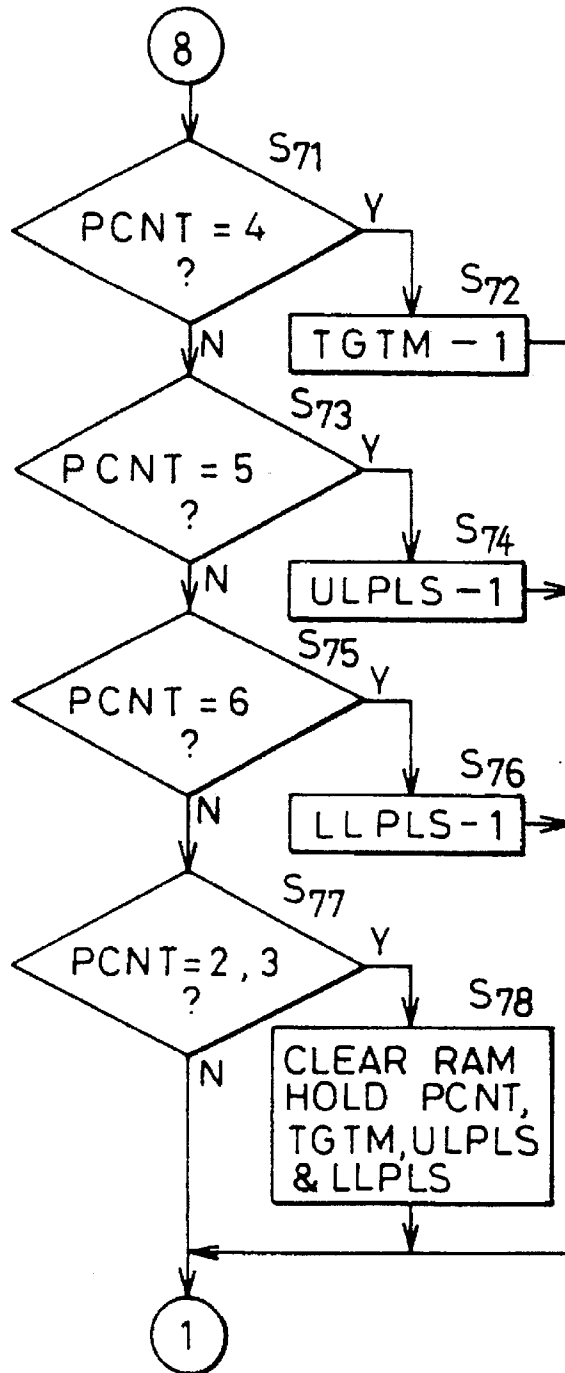 8
S71
PCNT = 4
?
Y
N
S72
TGTM - 1
S73
PCNT = 5
?
Y
N
S74
ULPLS - 1
S75
PCNT = 6
?
Y
N
S76
LLPLS - 1
S77
PCNT = 2, 3
?
Y
N
S78
CLEAR RAM
HOLD PCNT,
TGTM, ULPLS
& LLPLS
1